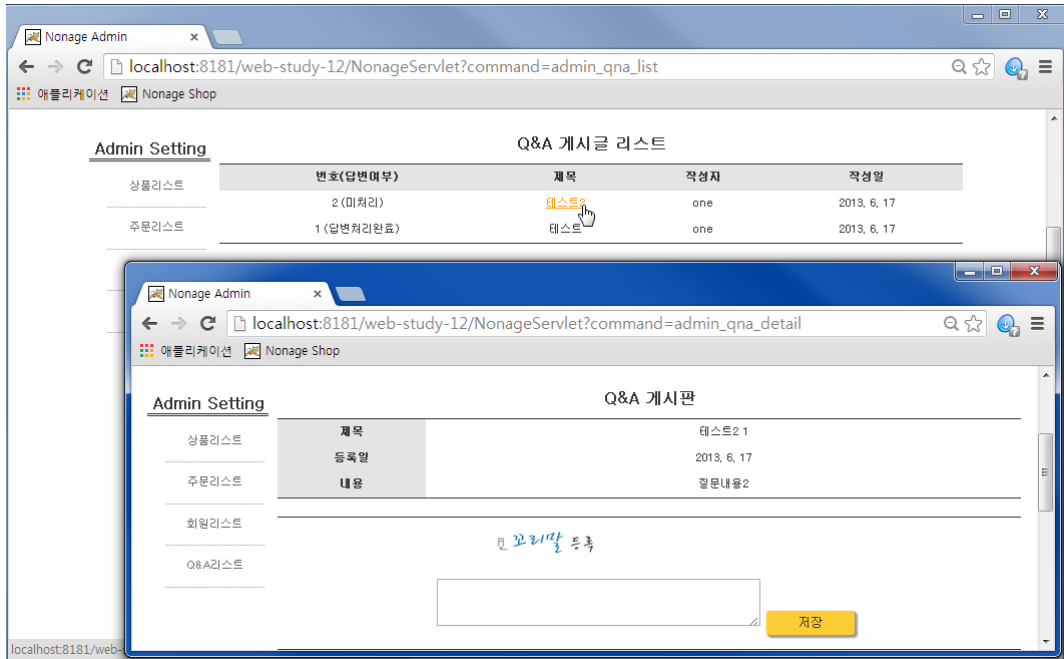 Nonage Admin
localhost:8181/web-study-12/NonageServlet?command=admin_qna_list
애플리케이션 Nonage Shop
Admin Setting
상품리스트
주문리스트
Q&A 게시글 리스트
번호(답변여부) 제목 작성자 작성일
2 (미처리) 테스트2 one 2013. 6. 17
1 (답변처리완료) 테스트 one 2013. 6. 17
Nonage Admin
localhost:8181/web-study-12/NonageServlet?command=admin_qna_detail
애플리케이션 Nonage Shop
Admin Setting
상품리스트
주문리스트
회원리스트
Q&A리스트
Q&A 게시판
제목 테스트2 1
등록일 2013. 6. 17
내용 질문내용2
꼬리말 등록
저장
localhost:8181/web-